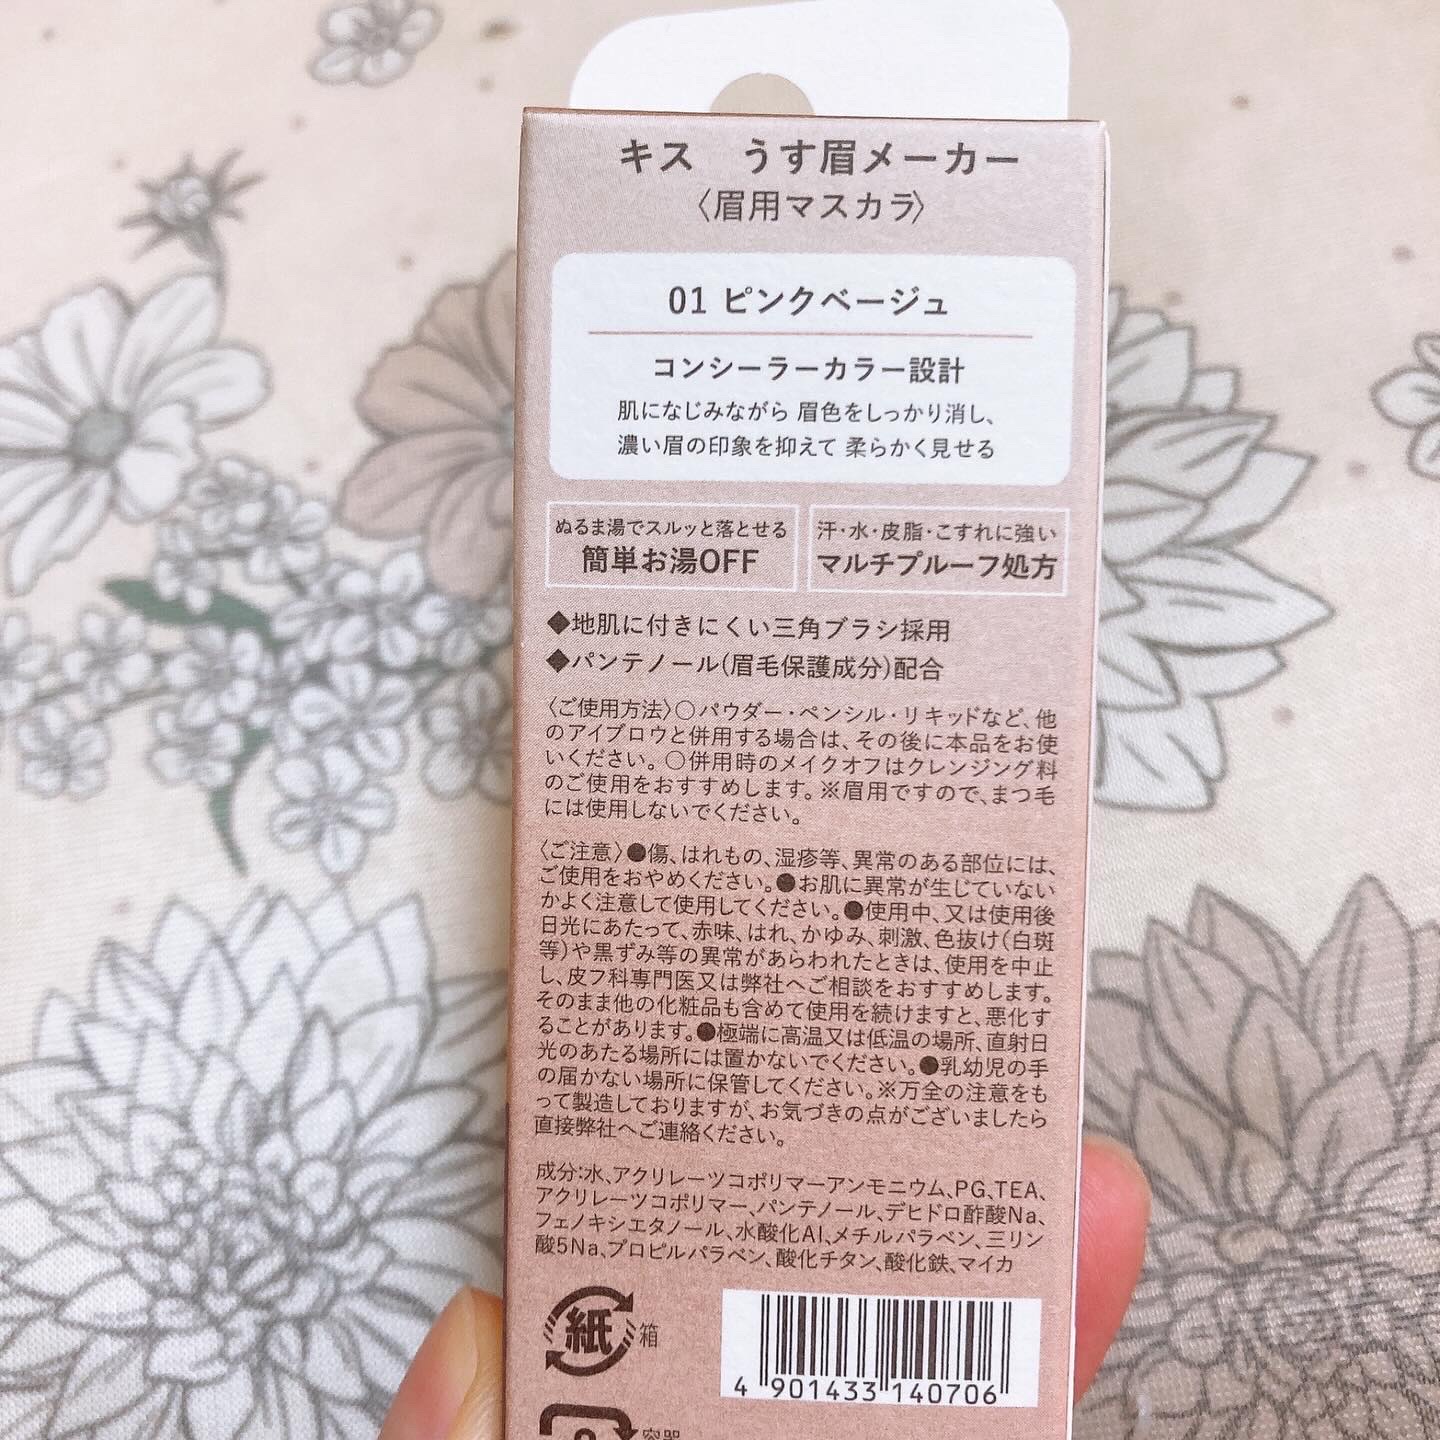 キス うす眉メーカー
〈眉用マスカラ〉
01 ピンクベージュ
コンシーラーカラー設計
肌になじみながら 眉色をしっかり消し、
濃い眉の印象を抑えて 柔らかく見せる
ぬるま湯でスルッと落とせる
簡単お湯OFF
汗・水・皮脂・こすれに強い
マルチプルーフ処方
◆地肌に付きにくい三角ブラシ採用
◆パンテノール(眉毛保護成分)配合
〈ご使用方法〉○パウダー・ペンシル・リキッドなど、他
のアイブロウと併用する場合は、その後に本品をお使
いください。○併用時のメイクオフはクレンジング料
のご使用をおすすめします。※眉用ですので、まつ毛
には使用しないでください。
〈ご注意〉●傷、はれもの、湿疹等、異常のある部位には、
ご使用をおやめください。●お肌に異常が生じていない
かよく注意して使用してください。●使用中、又は使用後
日光にあたって、赤味、はれ、かゆみ、刺激、色抜け(白斑
等)や黒ずみ等の異常があらわれたときは、使用を中止
し、皮フ科専門医又は弊社へご相談をおすすめします。
そのまま他の化粧品も含めて使用を続けますと、悪化す
ることがあります。●極端に高温又は低温の場所、直射日
光のあたる場所には置かないでください。●乳幼児の手
の届かない場所に保管してください。※万全の注意をも
って製造しておりますが、お気づきの点がございましたら
直接弊社へご連絡ください。
成分:水、アクリレーツコポリマーアンモニウム、PG、TEA、
アクリレーツコポリマー、パンテノール、デヒドロ酢酸Na、
フェノキシエタノール、水酸化Al、メチルパラベン、三リン
酸5Na、プロピルパラベン、酸化チタン、酸化鉄、マイカ
紙 箱
4 901433 140706
容器